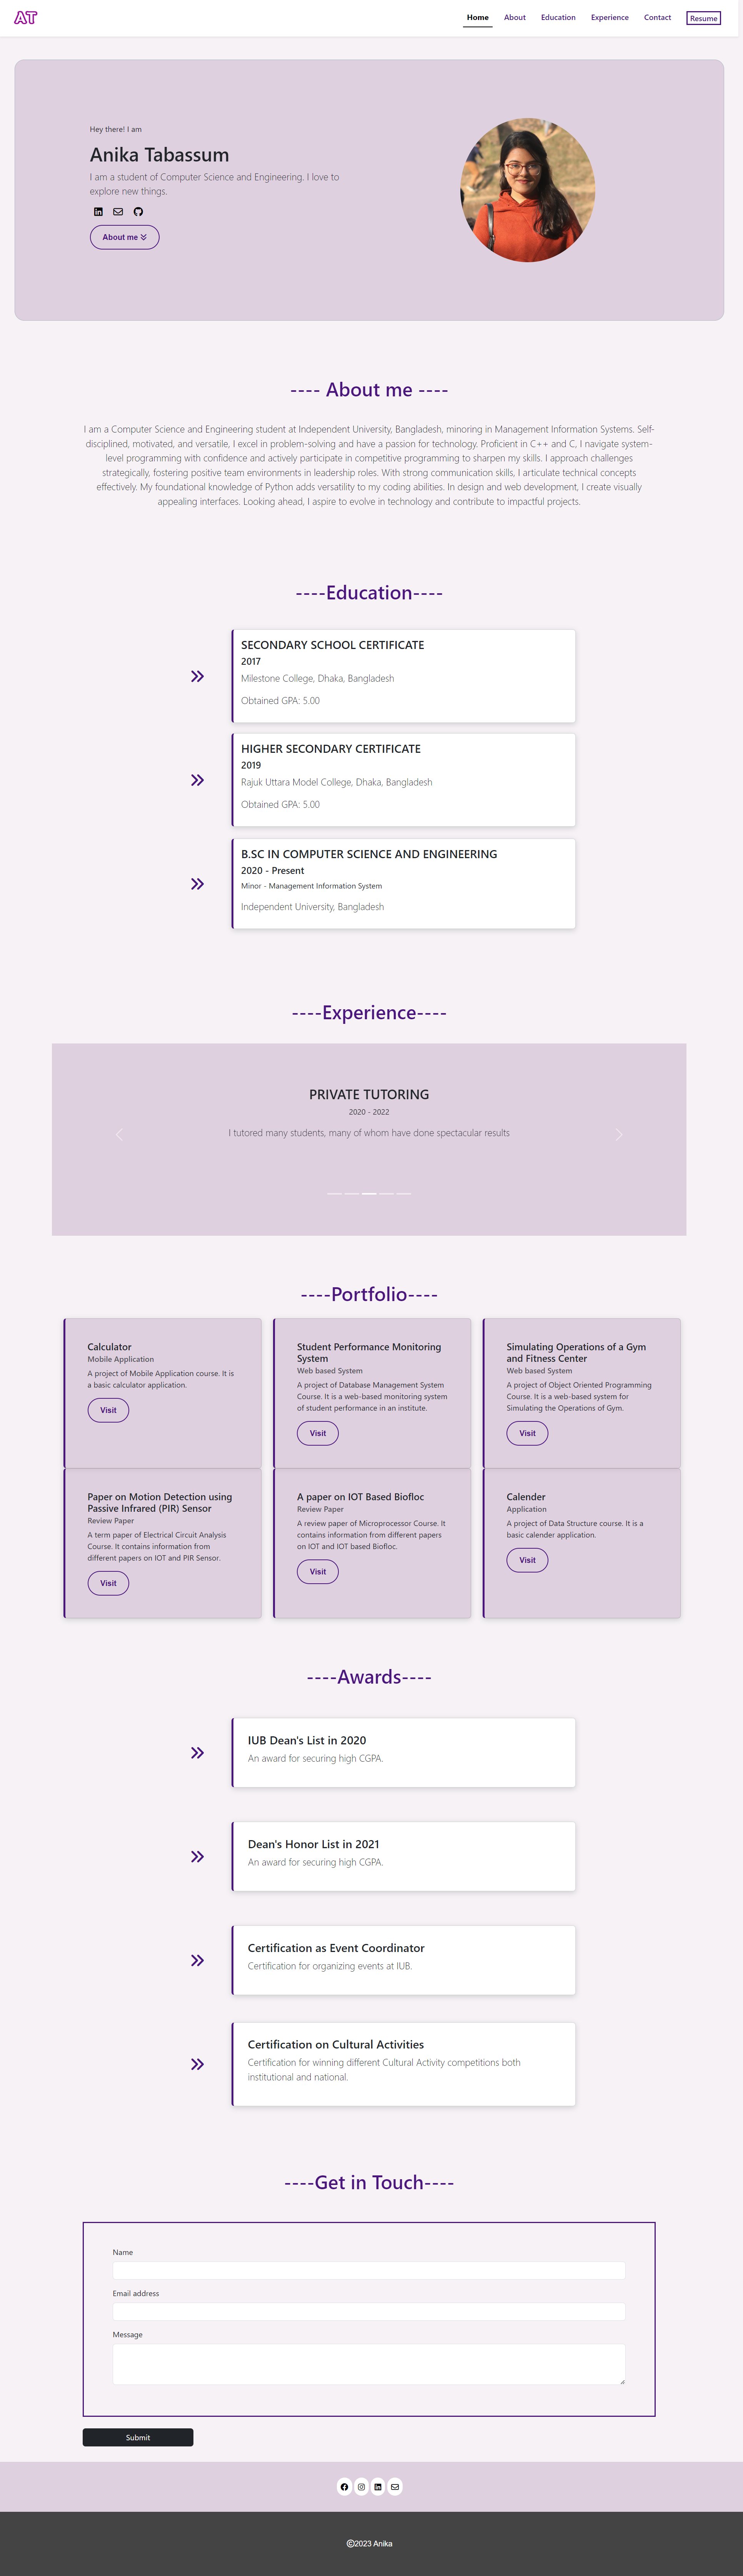 AT
Home About Education Experience Contact Resume
Hey there! I am
Anika Tabassum
I am a student of Computer Science and Engineering. I love to
explore new things.
About me
---- About me ----
I am a Computer Science and Engineering student at Independent University, Bangladesh, minoring in Management Information Systems. Self-
disciplined, motivated, and versatile, I excel in problem-solving and have a passion for technology. Proficient in C++ and C, I navigate system-
level programming with confidence and actively participate in competitive programming to sharpen my skills. I approach challenges
strategically, fostering positive team environments in leadership roles. With strong communication skills, I articulate technical concepts
effectively. My foundational knowledge of Python adds versatility to my coding abilities. In design and web development, I create visually
appealing interfaces. Looking ahead, I aspire to evolve in technology and contribute to impactful projects.
----Education----
SECONDARY SCHOOL CERTIFICATE
2017
Milestone College, Dhaka, Bangladesh
Obtained GPA: 5.00
HIGHER SECONDARY CERTIFICATE
2019
Rajuk Uttara Model College, Dhaka, Bangladesh
Obtained GPA: 5.00
B.SC IN COMPUTER SCIENCE AND ENGINEERING
2020 - Present
Minor - Management Information System
Independent University, Bangladesh
----Experience----
PRIVATE TUTORING
2020 - 2022
I tutored many students, many of whom have done spectacular results
----Portfolio----
Calculator
Mobile Application
A project of Mobile Application course. It is
a basic calculator application.
Visit
Student Performance Monitoring
System
Web based System
A project of Database Management System
Course. It is a web-based monitoring system
of student performance in an institute.
Visit
Simulating Operations of a Gym
and Fitness Center
Web based System
A project of Object Oriented Programming
Course. It is a web-based system for
Simulating the Operations of Gym.
Visit
Paper on Motion Detection using
Passive Infrared (PIR) Sensor
Review Paper
A term paper of Electrical Circuit Analysis
Course. It contains information from
different papers on IOT and PIR Sensor.
Visit
A paper on IOT Based Biofloc
Review Paper
A review paper of Microprocessor Course. It
contains information from different papers
on IOT and IOT based Biofloc.
Visit
Calender
Application
A project of Data Structure course. It is a
basic calender application.
Visit
----Awards----
IUB Dean's List in 2020
An award for securing high CGPA.
Dean's Honor List in 2021
An award for securing high CGPA.
Certification as Event Coordinator
Certification for organizing events at IUB.
Certification on Cultural Activities
Certification for winning different Cultural Activity competitions both
institutional and national.
----Get in Touch----
Name
Email address
Message
Submit
©2023 Anika